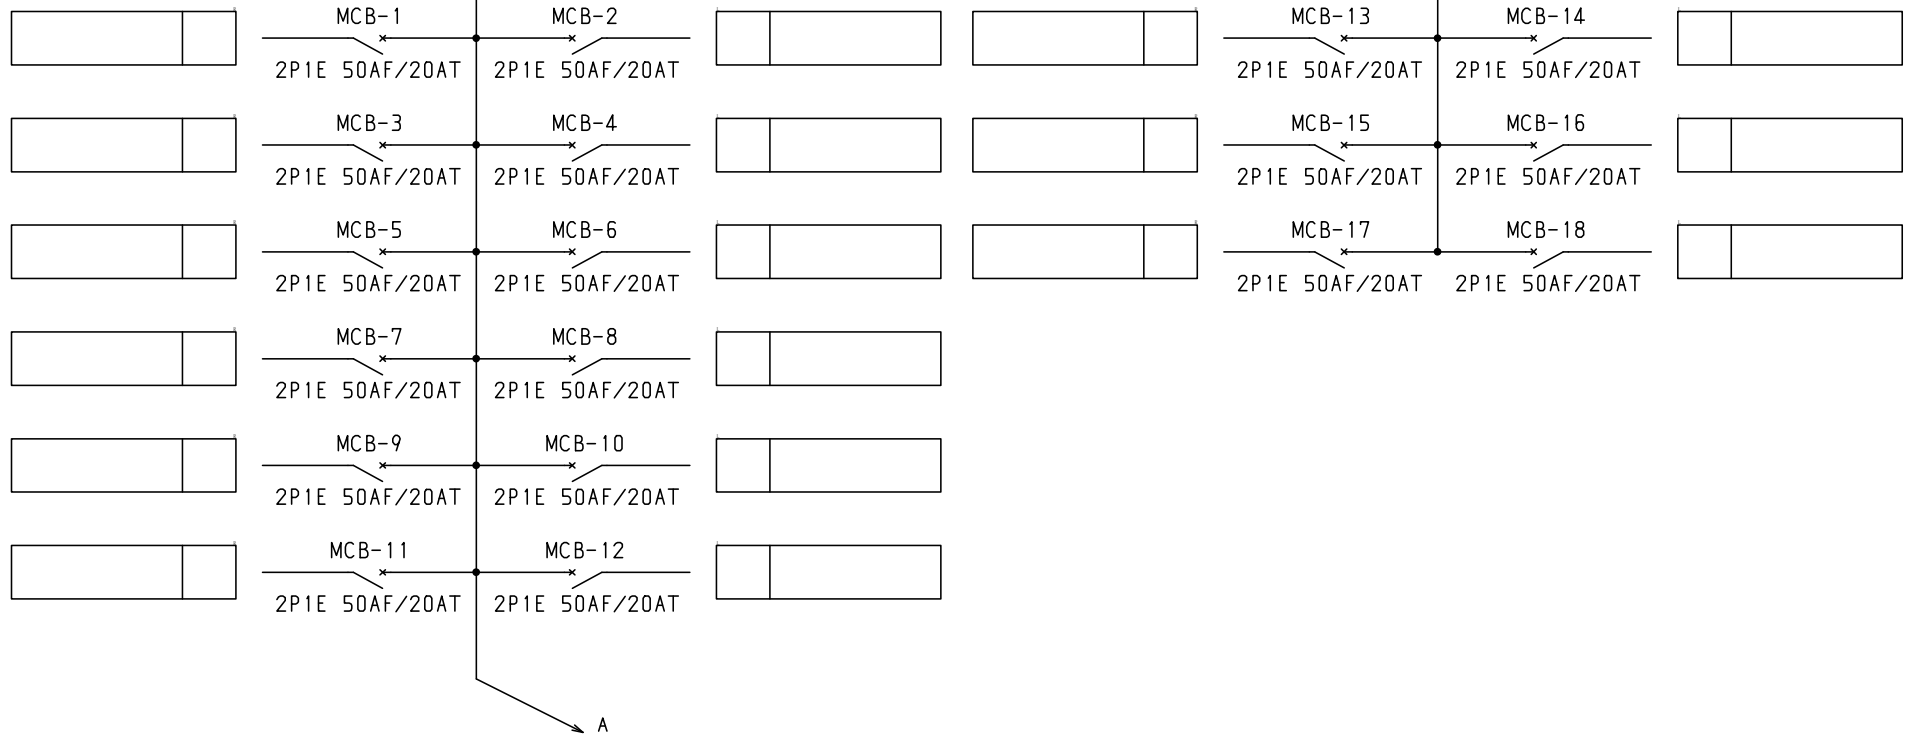 MCB-1 MCB-2 MCB-13 MCB-14
2P1E 50AF/20AT 2P1E 50AF/20AT 2P1E 50AF/20AT 2P1E 50AF/20AT
MCB-3 MCB-4 MCB-15 MCB-16
2P1E 50AF/20AT 2P1E 50AF/20AT 2P1E 50AF/20AT 2P1E 50AF/20AT
MCB-5 MCB-6 MCB-17 MCB-18
2P1E 50AF/20AT 2P1E 50AF/20AT 2P1E 50AF/20AT 2P1E 50AF/20AT
MCB-7 MCB-8
2P1E 50AF/20AT 2P1E 50AF/20AT
MCB-9 MCB-10
2P1E 50AF/20AT 2P1E 50AF/20AT
MCB-11 MCB-12
2P1E 50AF/20AT 2P1E 50AF/20AT
A